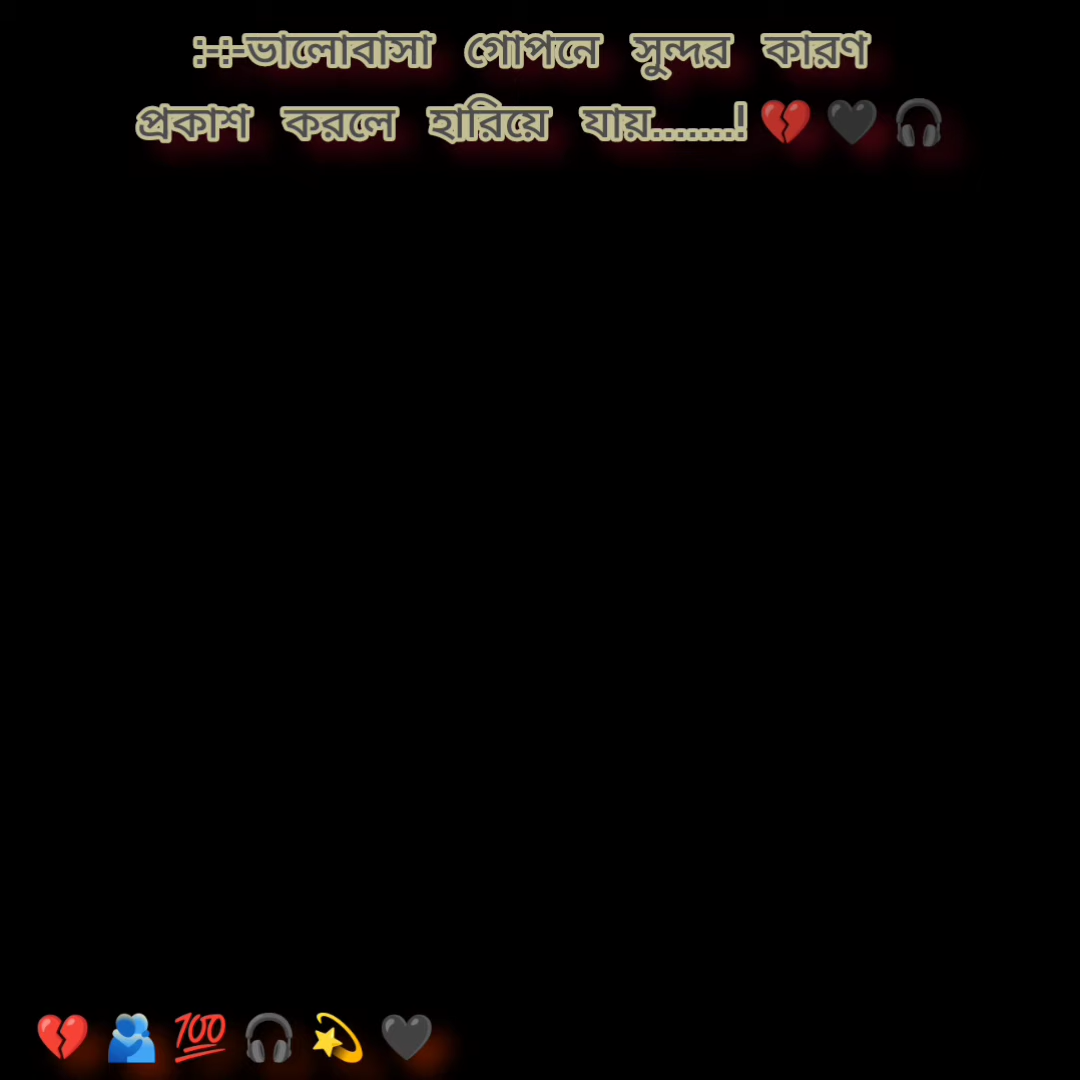 :÷÷ভালোবাসা গোপনে সুন্দর কারণ
প্রকাশ করলে হারিয়ে যায়.......! 💔 🖤 🎧
💔 🫂 💯 🎧 💫 🖤